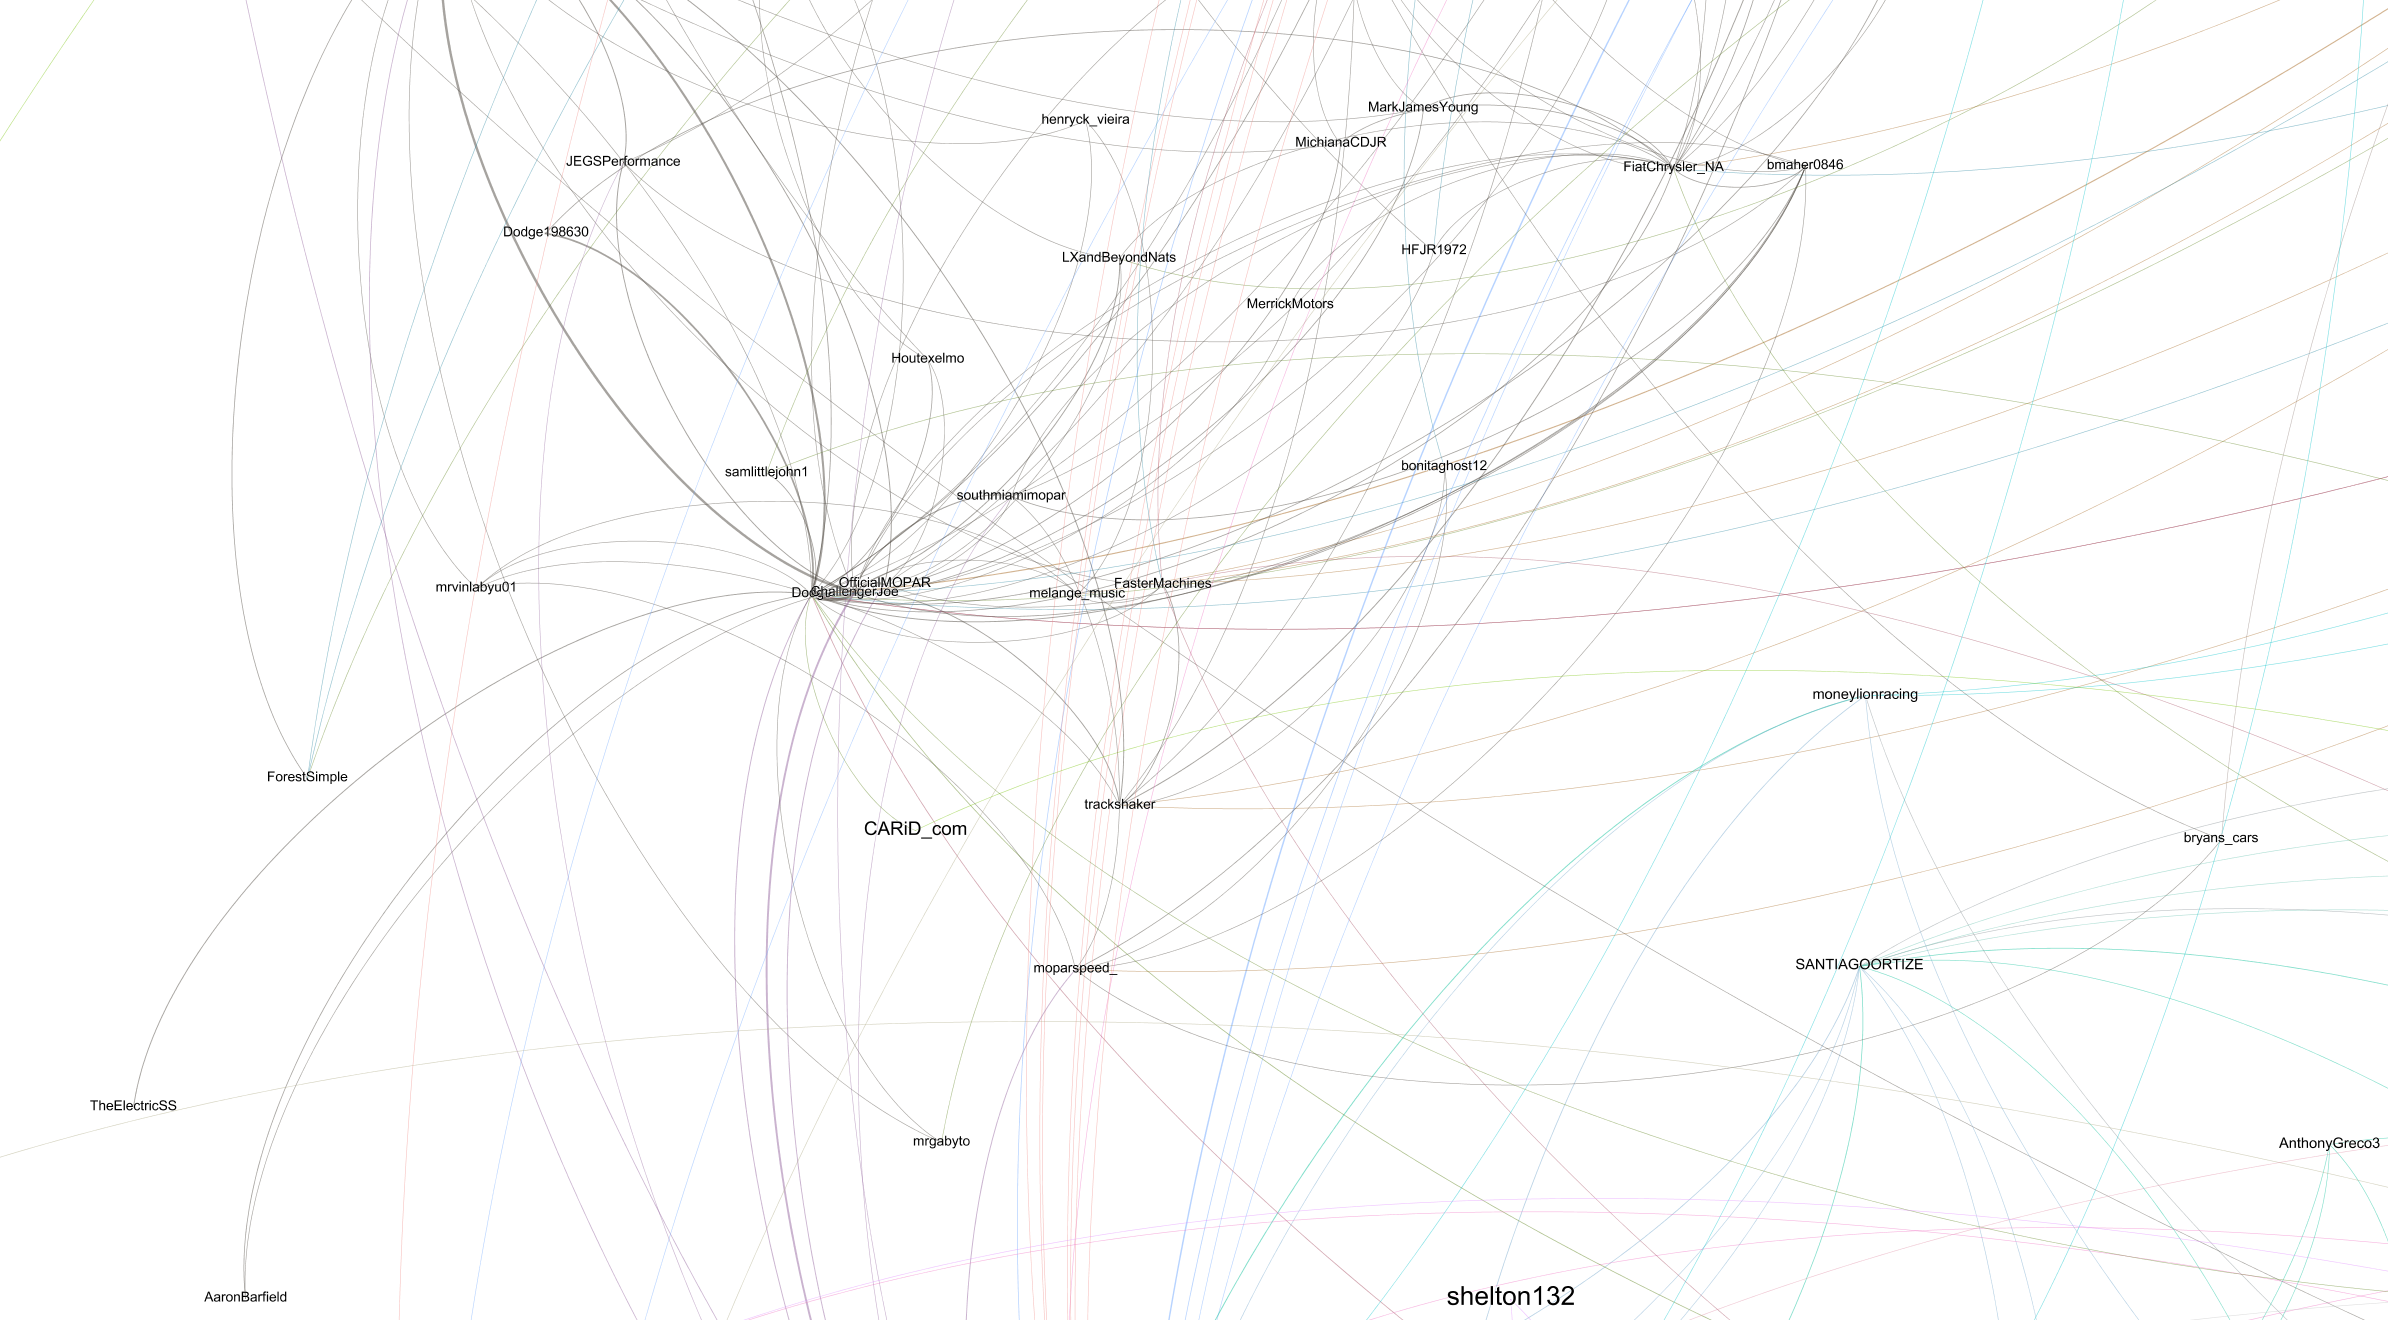 MarkJamesYoung
henryck_vieira
MichianaCDJR
JEGSPerformance
FiatChrysler_NA
bmaher0846
Dodge198630
HFJR1972
LXandBeyondNats
MerrickMotors
Houtexelmo
bonitaghost12
samlittlejohn1
southmiamimopar
OfficialMOPAR
FasterMachines
mrvinlabyu01
ChallengerJoe
melange_music
moneylionracing
ForestSimple
trackshaker
CARiD_com
bryans_cars
SANTIAGOORTIZE
moparspeed_
TheElectricSS
mrgabyto
AnthonyGreco3
AaronBarfield
shelton132